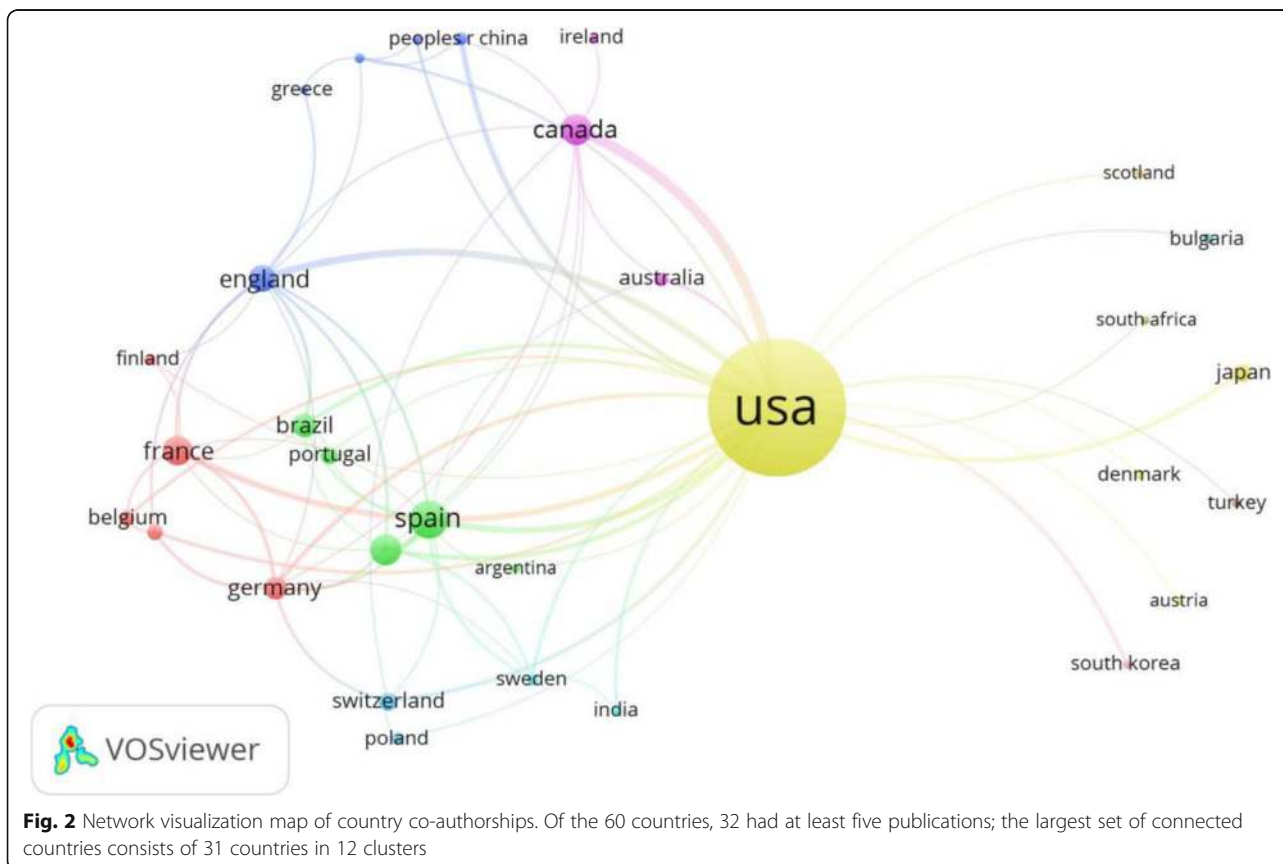 peoples r china
ireland
greece
canada
scotland
bulgaria
england
australia
south africa
finland
japan
usa
brazil
france
portugal
denmark
turkey
belgium
spain
argentina
germany
austria
south korea
sweden
switzerland
india
poland
VOSviewer
Fig. 2 Network visualization map of country co-authorships. Of the 60 countries, 32 had at least five publications; the largest set of connected
countries consists of 31 countries in 12 clusters